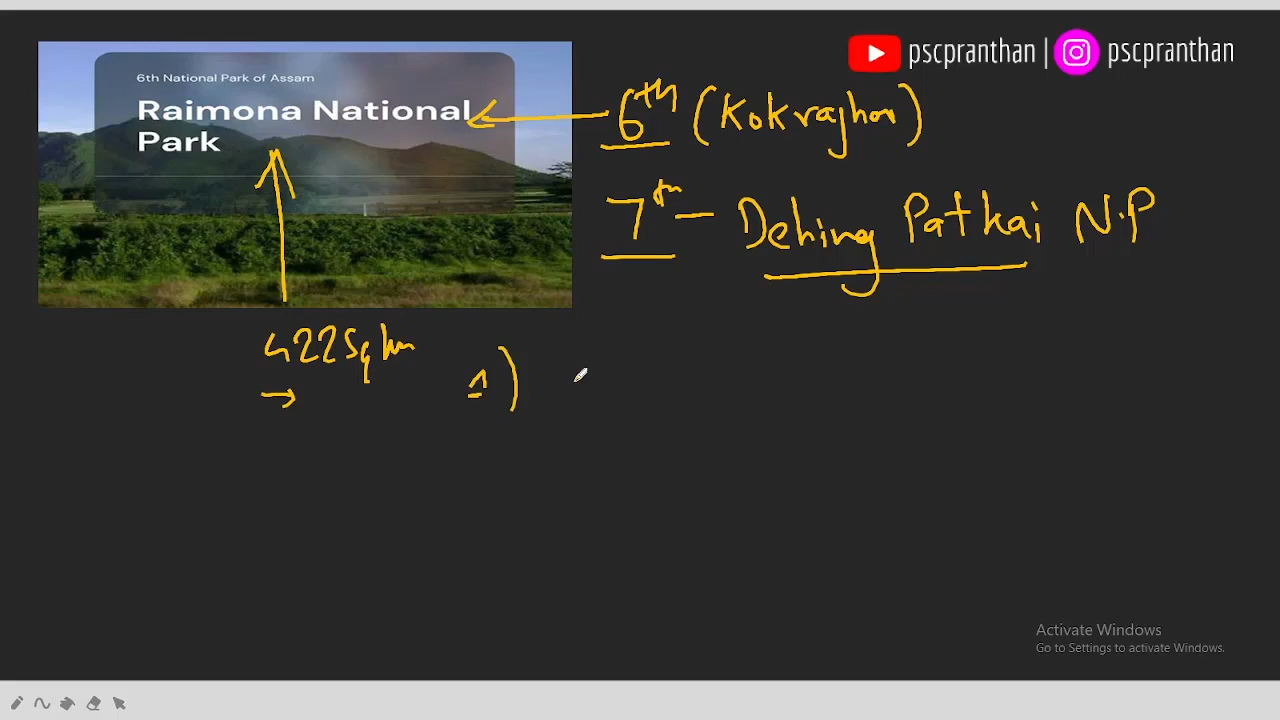 pscpranthan | pscpranthan
6th National Park of Assam
Raimona National
Park
6th (Kokrajhar)
7th - Dehing Patkai N.P
422 Sq km
1)
Activate Windows
Go to Settings to activate Windows.